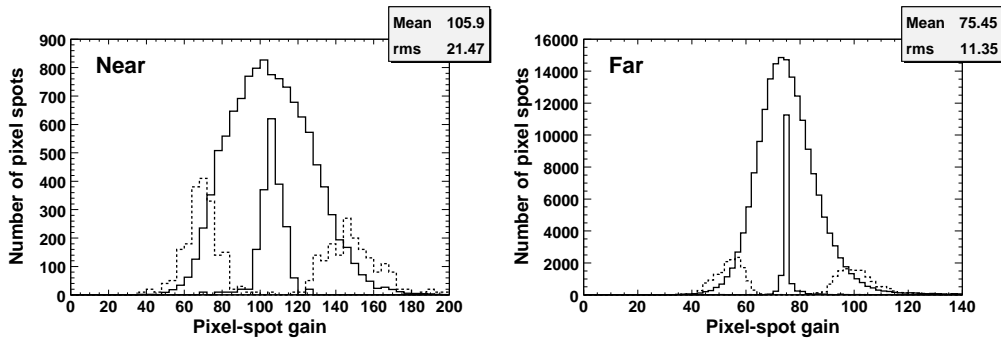 Mean 105.9
rms 21.47
Near
Number of pixel spots
900
800
700
600
500
400
300
200
100
0
0 20 40 60 80 100 120 140 160 180 200
Pixel-spot gain
Mean 75.45
rms 11.35
Far
Number of pixel spots
16000
14000
12000
10000
8000
6000
4000
2000
0
0 20 40 60 80 100 120 140
Pixel-spot gain